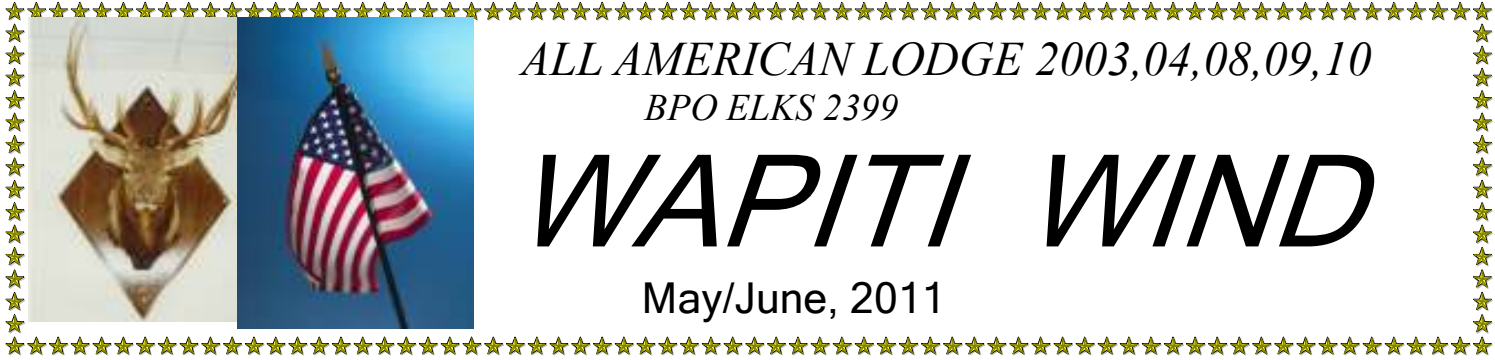 ALL AMERICAN LODGE 2003,04,08,09,10
BPO ELKS 2399
WAPITI WIND
May/June, 2011